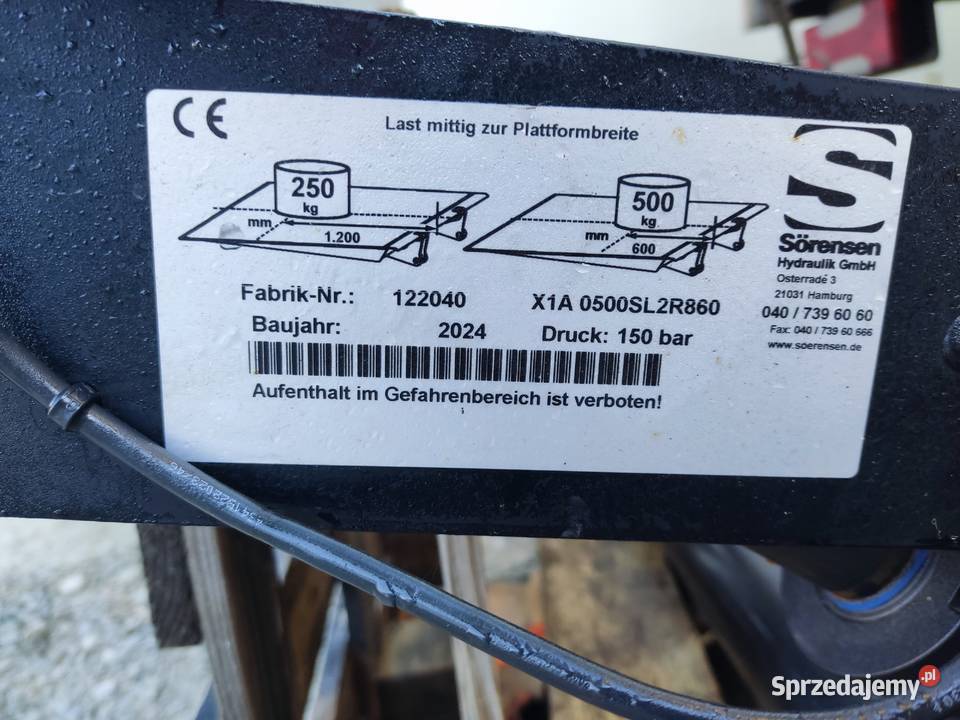 CE
Last mittig zur Plattformbreite
250
kg
mm
1.200
500
kg
mm
600
S
Sörensen
Hydraulik GmbH
Osterradé 3
21031 Hamburg
040 / 739 60 60
Fax: 040 / 739 60 666
www.soerensen.de
Fabrik-Nr.: 122040 X1A 0500SL2R860
Baujahr: 2024 Druck: 150 bar
Aufenthalt im Gefahrenbereich ist verboten!
Sprzedajemy.pl